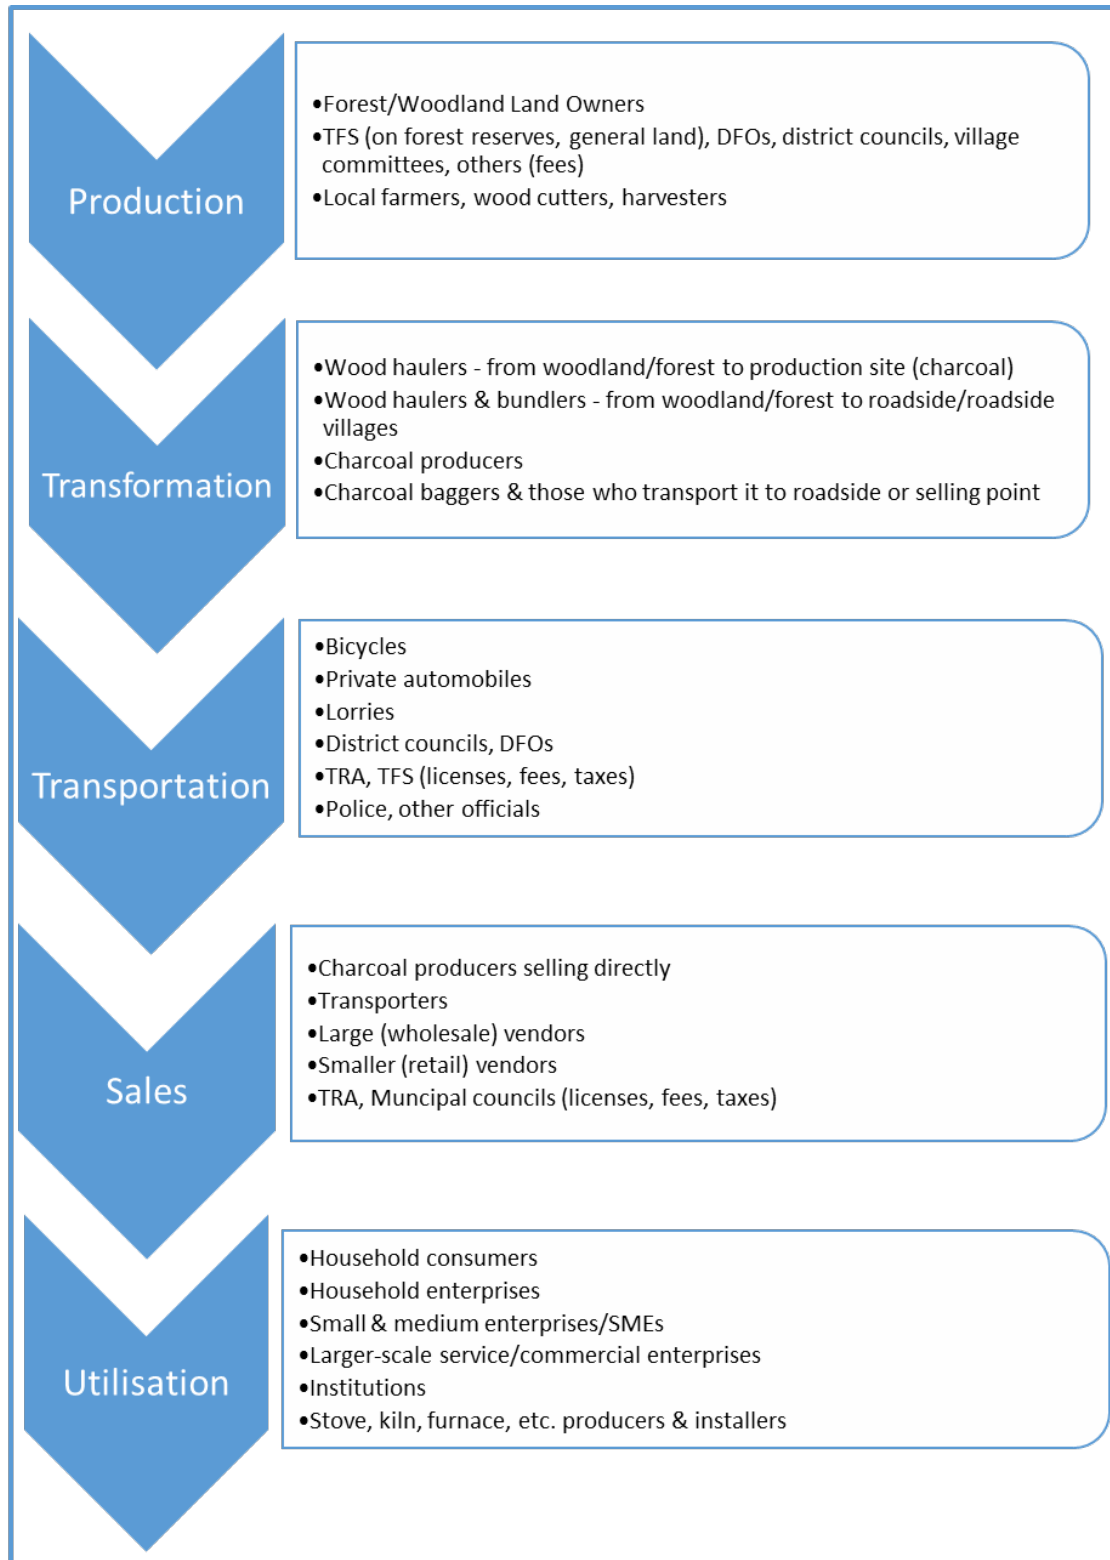 Production
•Forest/Woodland Land Owners
•TFS (on forest reserves, general land), DFOs, district councils, village
committees, others (fees)
•Local farmers, wood cutters, harvesters
Transformation
•Wood haulers - from woodland/forest to production site (charcoal)
•Wood haulers & bundlers - from woodland/forest to roadside/roadside
villages
•Charcoal producers
•Charcoal baggers & those who transport it to roadside or selling point
Transportation
•Bicycles
•Private automobiles
•Lorries
•District councils, DFOs
•TRA, TFS (licenses, fees, taxes)
•Police, other officials
Sales
•Charcoal producers selling directly
•Transporters
•Large (wholesale) vendors
•Smaller (retail) vendors
•TRA, Muncipal councils (licenses, fees, taxes)
Utilisation
•Household consumers
•Household enterprises
•Small & medium enterprises/SMEs
•Larger-scale service/commercial enterprises
•Institutions
•Stove, kiln, furnace, etc. producers & installers